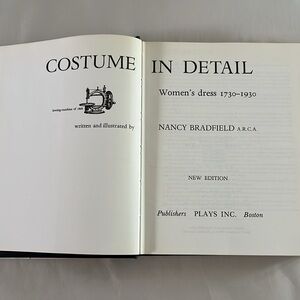 COSTUME IN DETAIL
Women's dress 1730-1930
written and illustrated by NANCY BRADFIELD A.R.C.A.
NEW EDITION
Publishers PLAYS INC. Boston